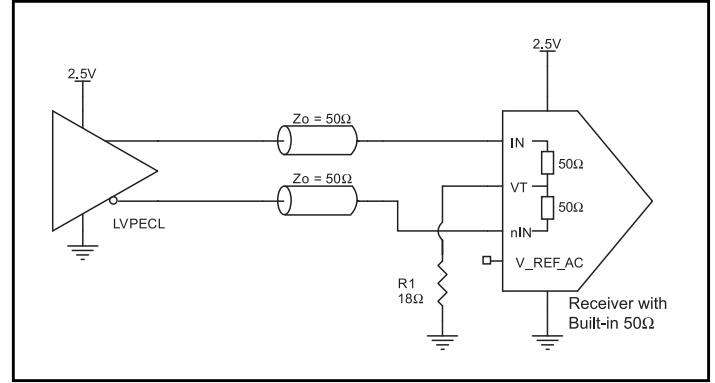 2.5V
2.5V
Zo = 50Ω
Zo = 50Ω
LVPECL
IN
50Ω
VT
50Ω
nIN
V_REF_AC
R1
18Ω
Receiver with
Built-in 50Ω